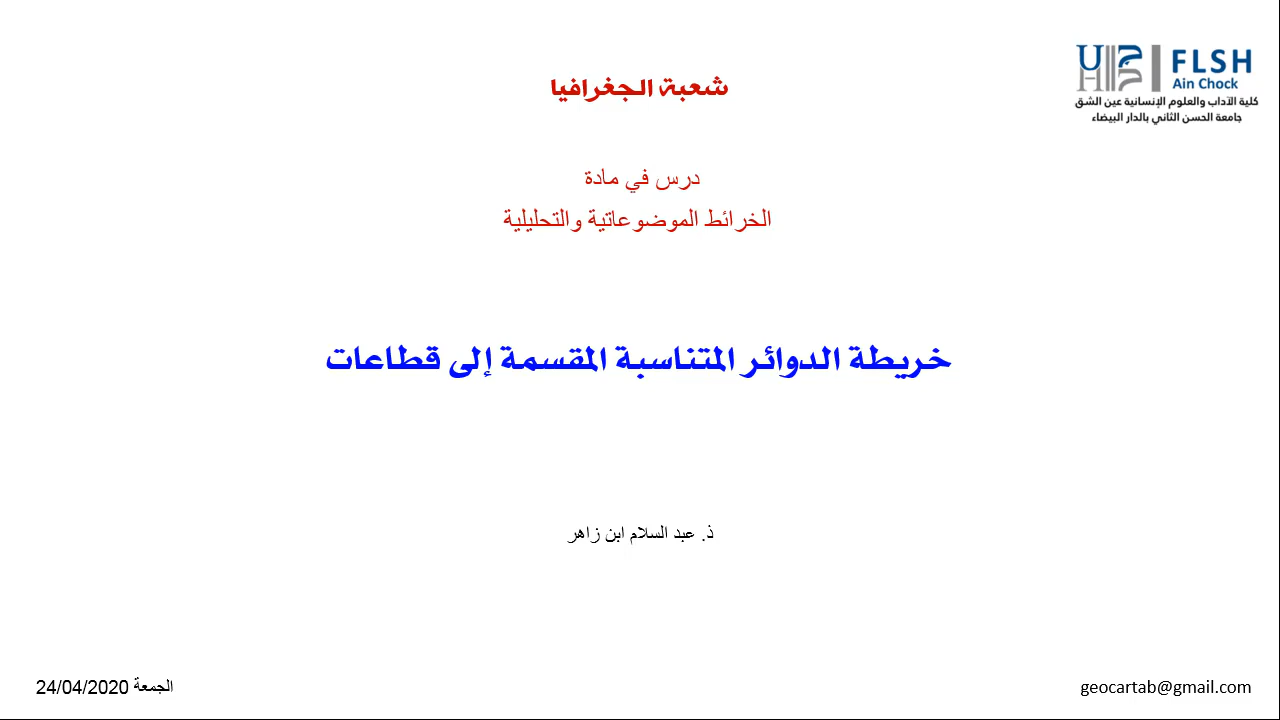 FLSH
Ain Chock
كلية الآداب والعلوم الإنسانية عين الشق
جامعة الحسن الثاني بالدار البيضاء
شعبة الجغرافيا
درس في مادة
الخرائط الموضوعاتية والتحليلية
خريطة الدوائر المتناسبة المقسمة إلى قطاعات
ذ. عبد السلام ابن زاهر
الجمعة 24/04/2020
geocartab@gmail.com